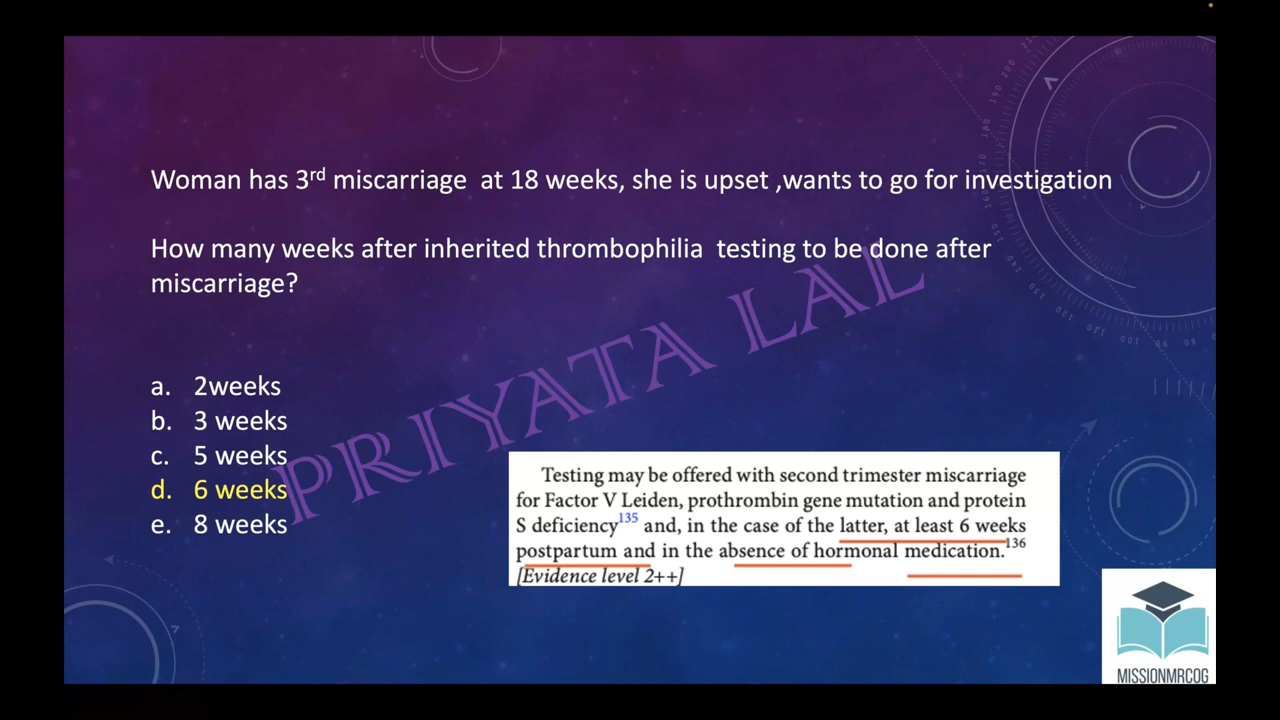 Woman has 3rd miscarriage at 18 weeks, she is upset ,wants to go for investigation
How many weeks after inherited thrombophilia testing to be done after
miscarriage?
a. 2weeks
b. 3 weeks
c. 5 weeks
d. 6 weeks
e. 8 weeks
PRIYATA LAL
Testing may be offered with second trimester miscarriage
for Factor V Leiden, prothrombin gene mutation and protein
S deficiency135 and, in the case of the latter, at least 6 weeks
postpartum and in the absence of hormonal medication.136
[Evidence level 2++]
MISSIONMRCOG